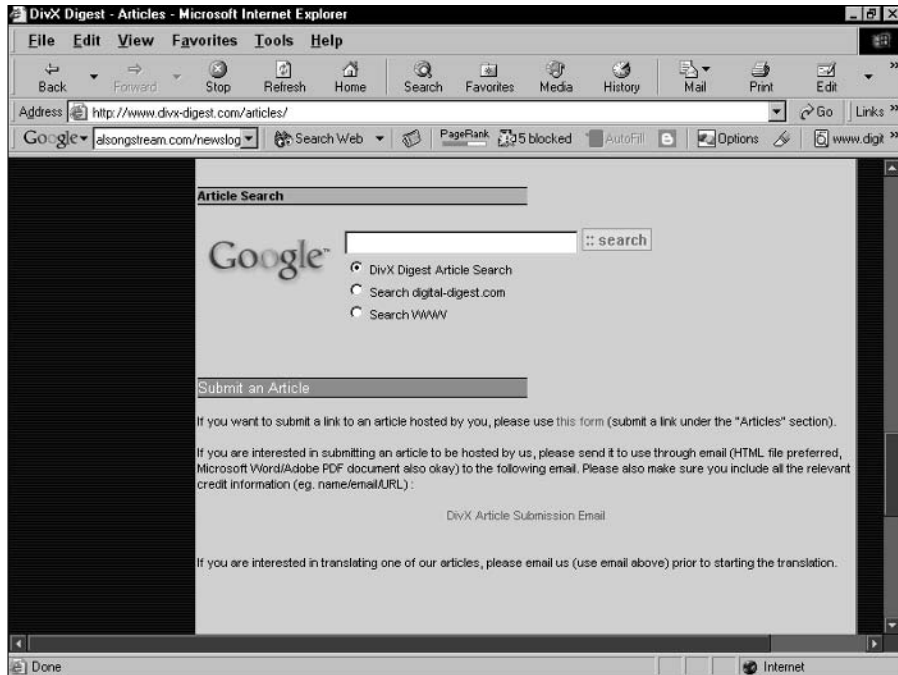 DivX Digest - Articles - Microsoft Internet Explorer
File Edit View Favorites Tools Help
Back Forward Stop Refresh Home Search Favorites Media History Mail Print Edit »
Address http://www.divx-digest.com/articles/ Go Links »
Google alsongstream.com/newslog Search Web PageRank 15 blocked AutoFill Options www.digit »
Article Search
Google™ :: search
DivX Digest Article Search
Search digital-digest.com
Search WWW
Submit an Article
If you want to submit a link to an article hosted by you, please use this form (submit a link under the "Articles" section).
If you are interested in submitting an article to be hosted by us, please send it to use through email (HTML file preferred,
Microsoft Word/Adobe PDF document also okay) to the following email. Please also make sure you include all the relevant
credit information (eg. name/email/URL) :
DivX Article Submission Email
If you are interested in translating one of our articles, please email us (use email above) prior to starting the translation.
Done Internet